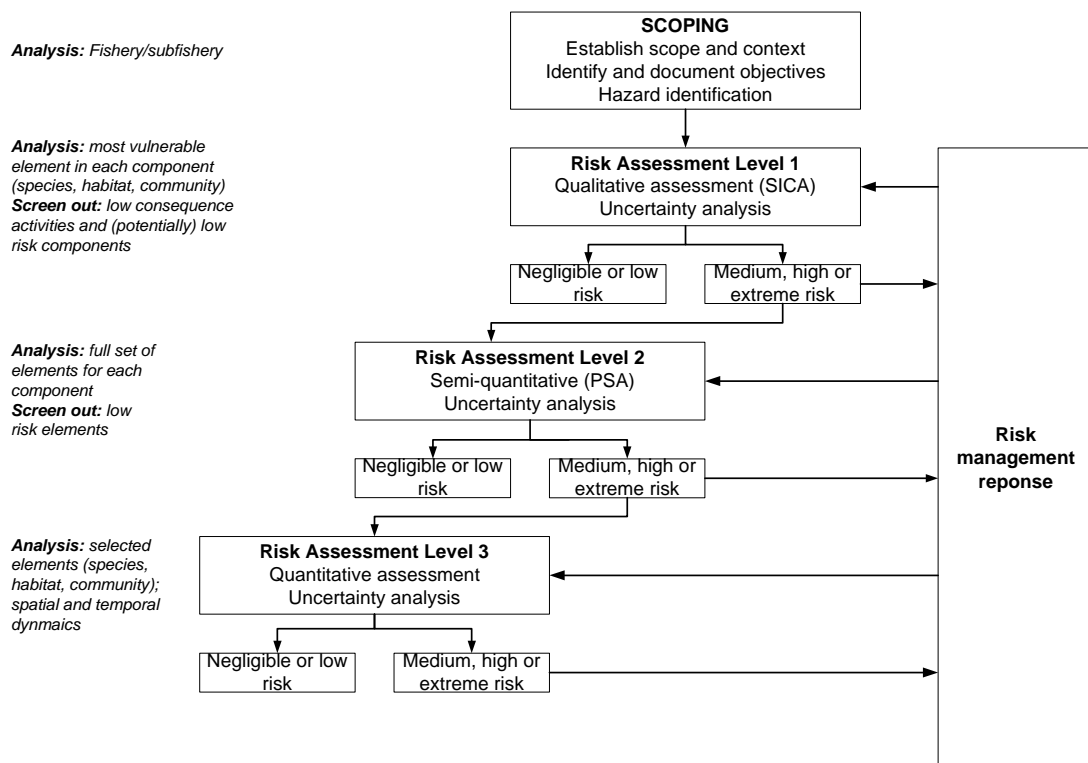 SCOPING
Establish scope and context
Identify and document objectives
Hazard identification
Analysis: Fishery/subfishery
Analysis: most vulnerable
element in each component
(species, habitat, community)
Screen out: low consequence
activities and (potentially) low
risk components
Risk Assessment Level 1
Qualitative assessment (SICA)
Uncertainty analysis
Negligible or low
risk
Medium, high or
extreme risk
Analysis: full set of
elements for each
component
Screen out: low
risk elements
Risk Assessment Level 2
Semi-quantitative (PSA)
Uncertainty analysis
Negligible or low
risk
Medium, high or
extreme risk
Risk
management
reponse
Analysis: selected
elements (species,
habitat, community);
spatial and temporal
dynmaics
Risk Assessment Level 3
Quantitative assessment
Uncertainty analysis
Negligible or low
risk
Medium, high or
extreme risk